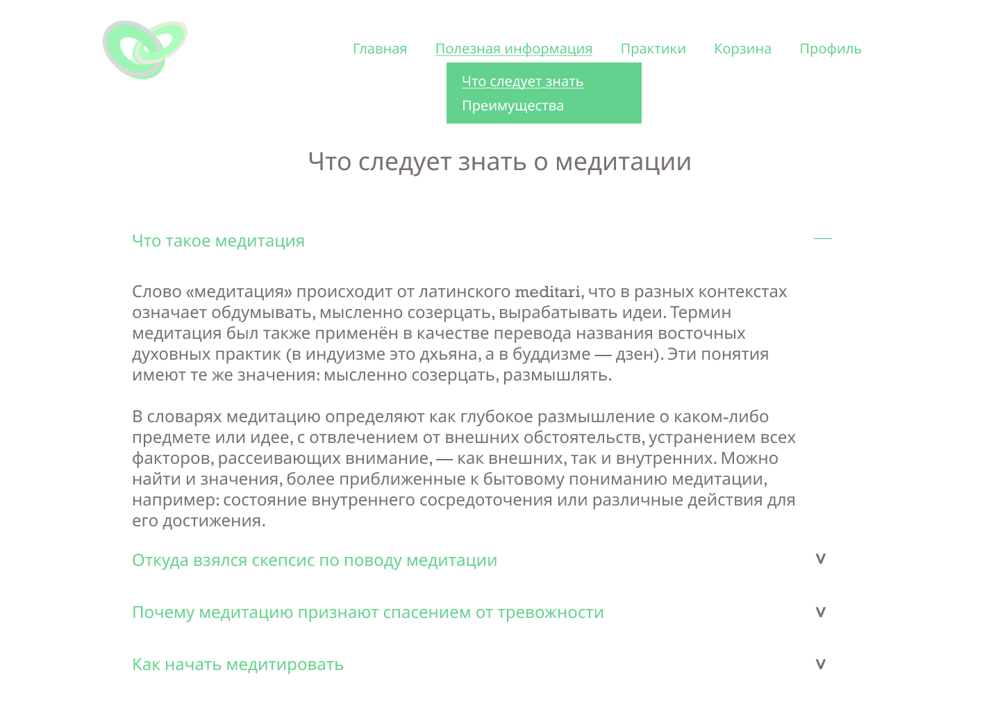 Главная Полезная информация Практики Корзина Профиль
Что следует знать
Преимущества
Что следует знать о медитации
Что такое медитация —
Слово «медитация» происходит от латинского meditari, что в разных контекстах
означает обдумывать, мысленно созерцать, вырабатывать идеи. Термин
медитация был также применён в качестве перевода названия восточных
духовных практик (в индуизме это дхьяна, а в буддизме — дзен). Эти понятия
имеют те же значения: мысленно созерцать, размышлять.
В словарях медитацию определяют как глубокое размышление о каком-либо
предмете или идее, с отвлечением от внешних обстоятельств, устранением всех
факторов, рассеивающих внимание, — как внешних, так и внутренних. Можно
найти и значения, более приближенные к бытовому пониманию медитации,
например: состояние внутреннего сосредоточения или различные действия для
его достижения.
Откуда взялся скепсис по поводу медитации v
Почему медитацию признают спасением от тревожности v
Как начать медитировать v